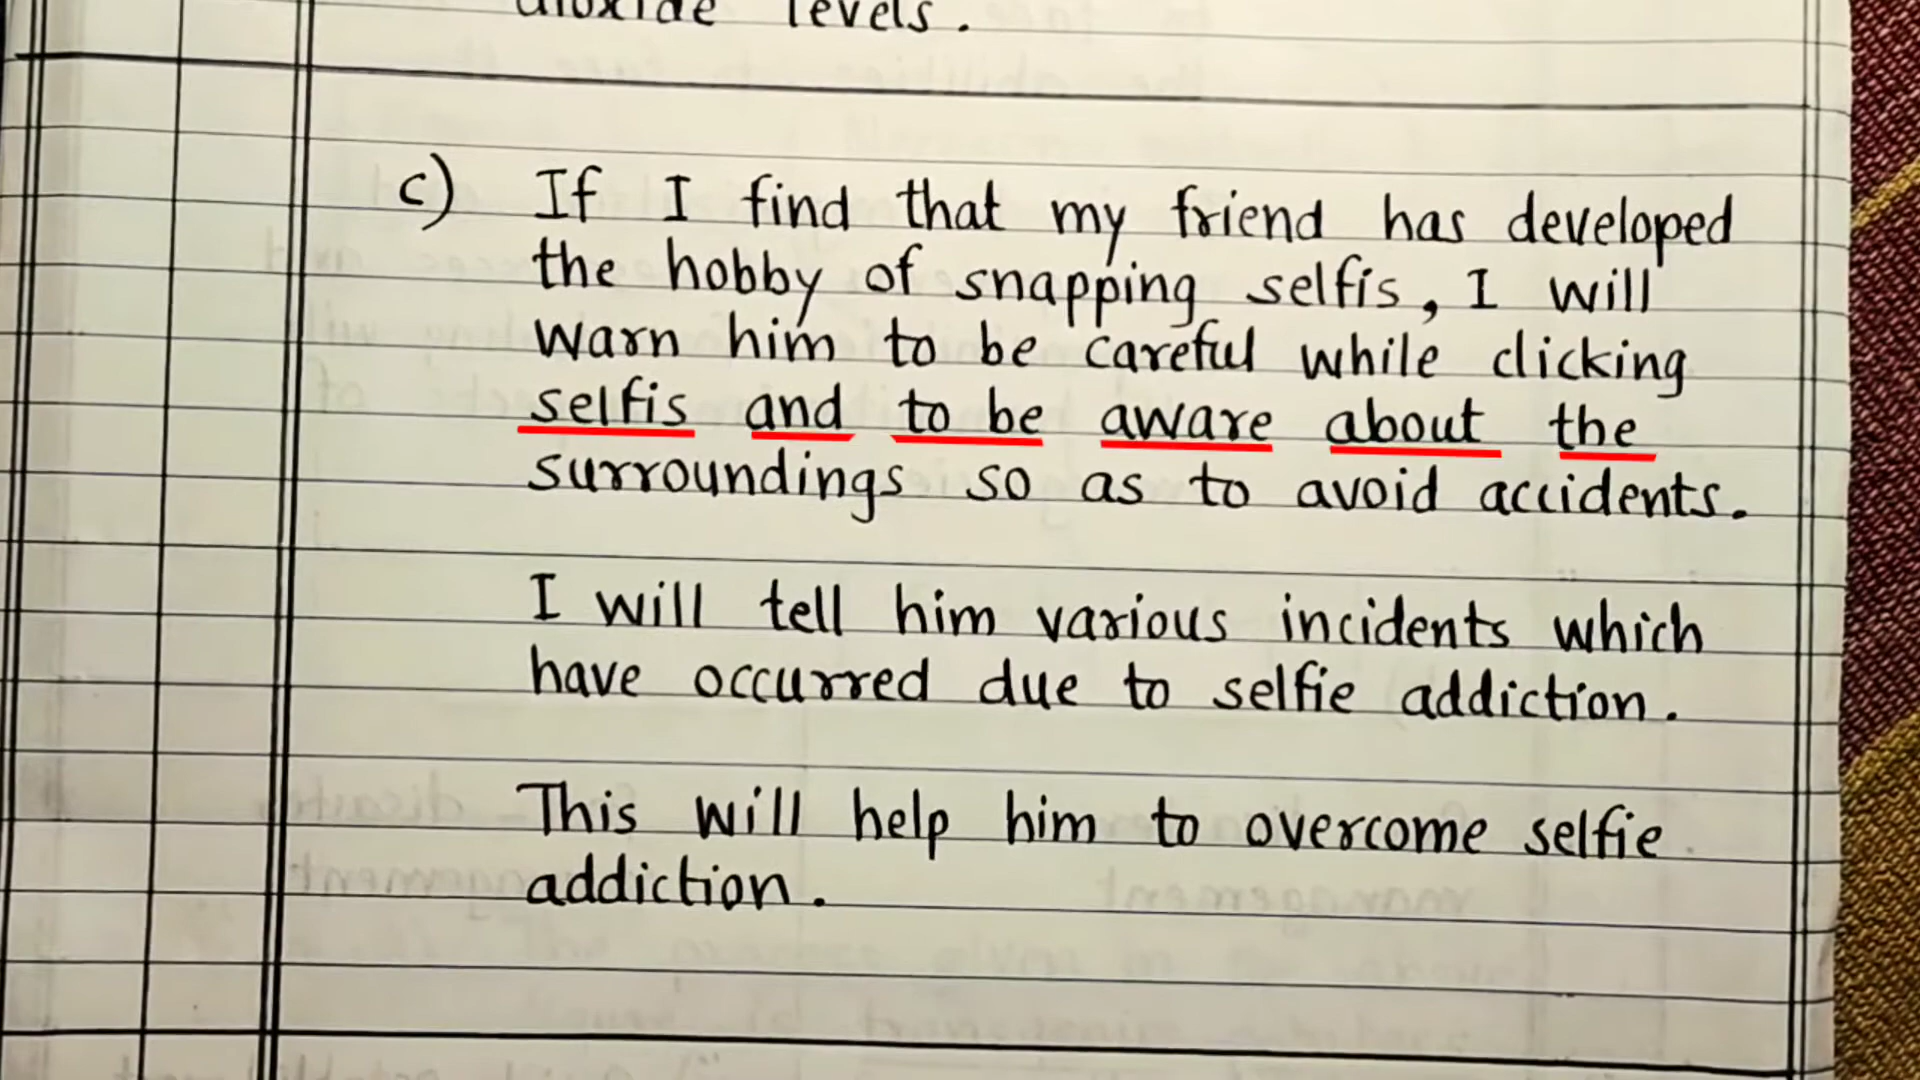 dioxide levels.
c) If I find that my friend has developed
the hobby of snapping selfis, I will
warn him to be careful while clicking
selfis and to be aware about the
surroundings so as to avoid accidents.
I will tell him various incidents which
have occurred due to selfie addiction.
This will help him to overcome selfie
addiction.